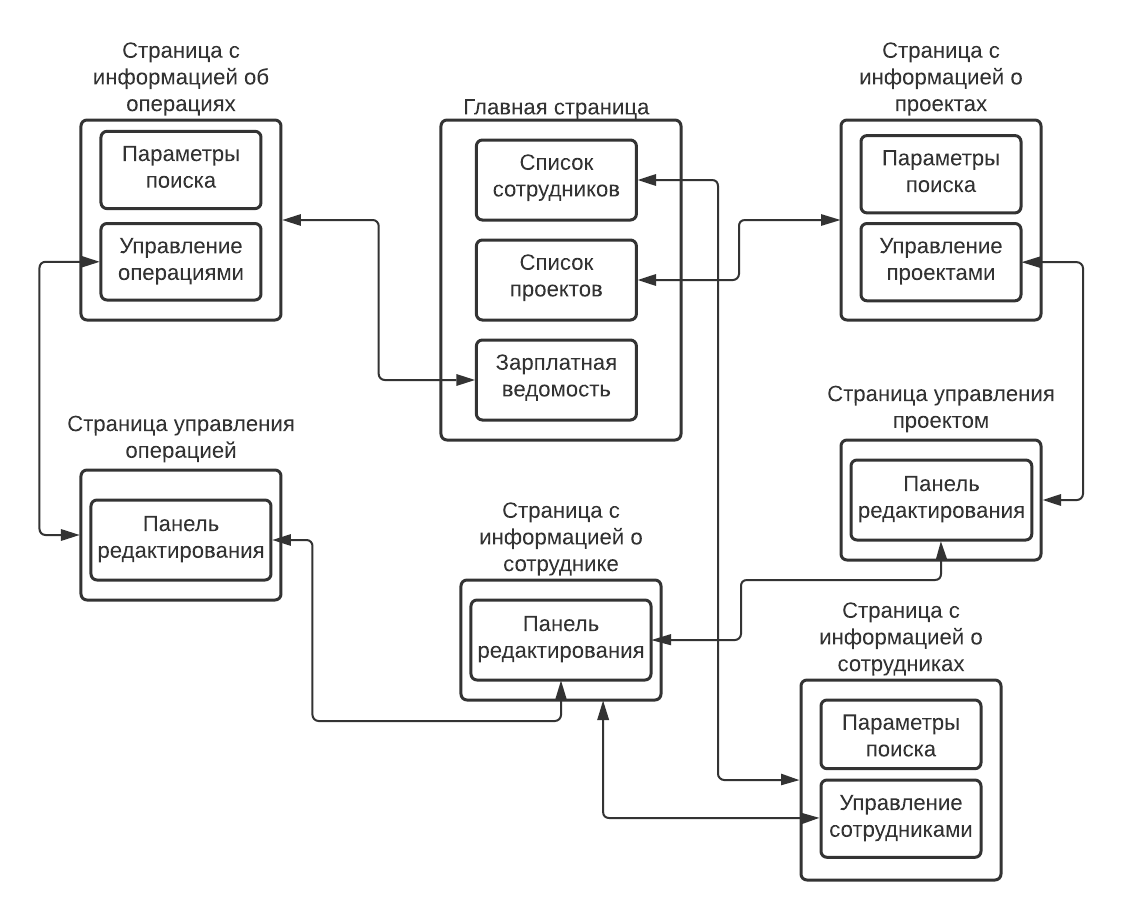 Страница с
информацией об
операциях
Параметры
поиска
Управление
операциями
Главная страница
Список
сотрудников
Список
проектов
Зарплатная
ведомость
Страница с
информацией о
проектах
Параметры
поиска
Управление
проектами
Страница управления
операцией
Панель
редактирования
Страница с
информацией о
сотруднике
Панель
редактирования
Страница управления
проектом
Панель
редактирования
Страница с
информацией о
сотрудниках
Параметры
поиска
Управление
сотрудниками